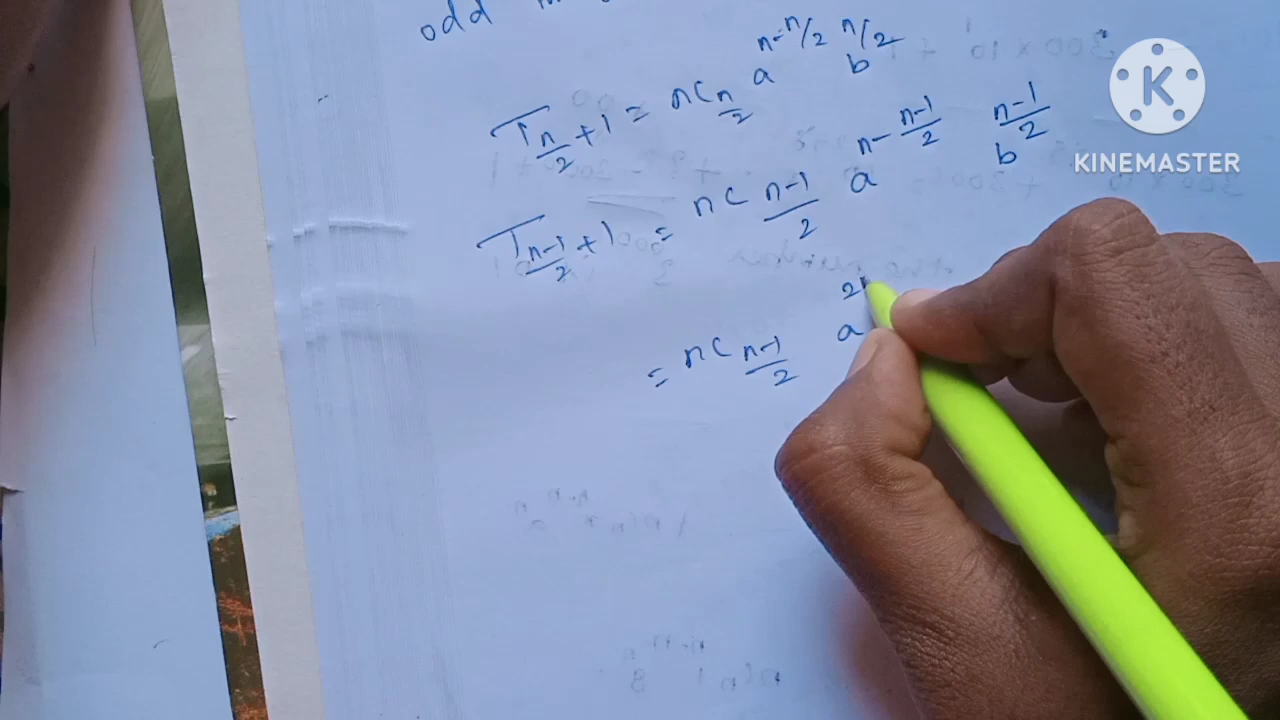 odd
T n/2 + 1 = nC n/2 a^n-n/2 b^n/2
T n-1/2 + 1 = nC n-1/2 a^n-n-1/2 b^n-1/2
= nC n-1/2 a^2
KINEMASTER